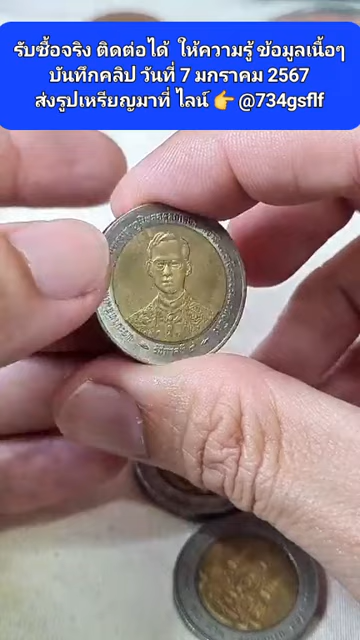 รับซื้อจริง ติดต่อได้ ให้ความรู้ ข้อมูลเนื้อๆ
บันทึกคลิป วันที่ 7 มกราคม 2567
ส่งรูปเหรียญมาที่ ไลน์ 👉 @734gsflf